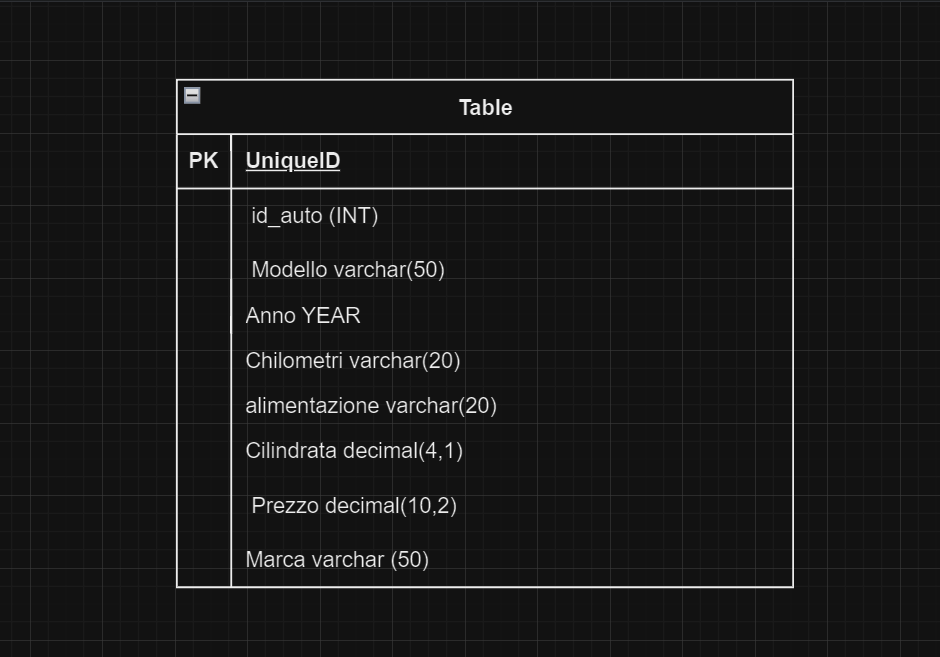 Table
PK UniqueID
id_auto (INT)
Modello varchar(50)
Anno YEAR
Chilometri varchar(20)
alimentazione varchar(20)
Cilindrata decimal(4,1)
Prezzo decimal(10,2)
Marca varchar (50)